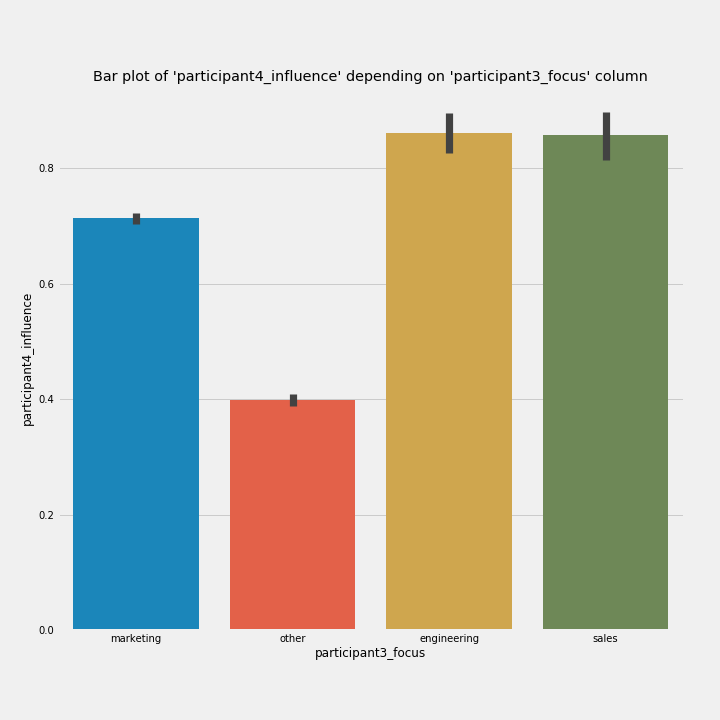 Bar plot of 'participant4_influence' depending on 'participant3_focus' column
participant4_influence
0.8
0.6
0.4
0.2
0.0
marketing
other
engineering
sales
participant3_focus